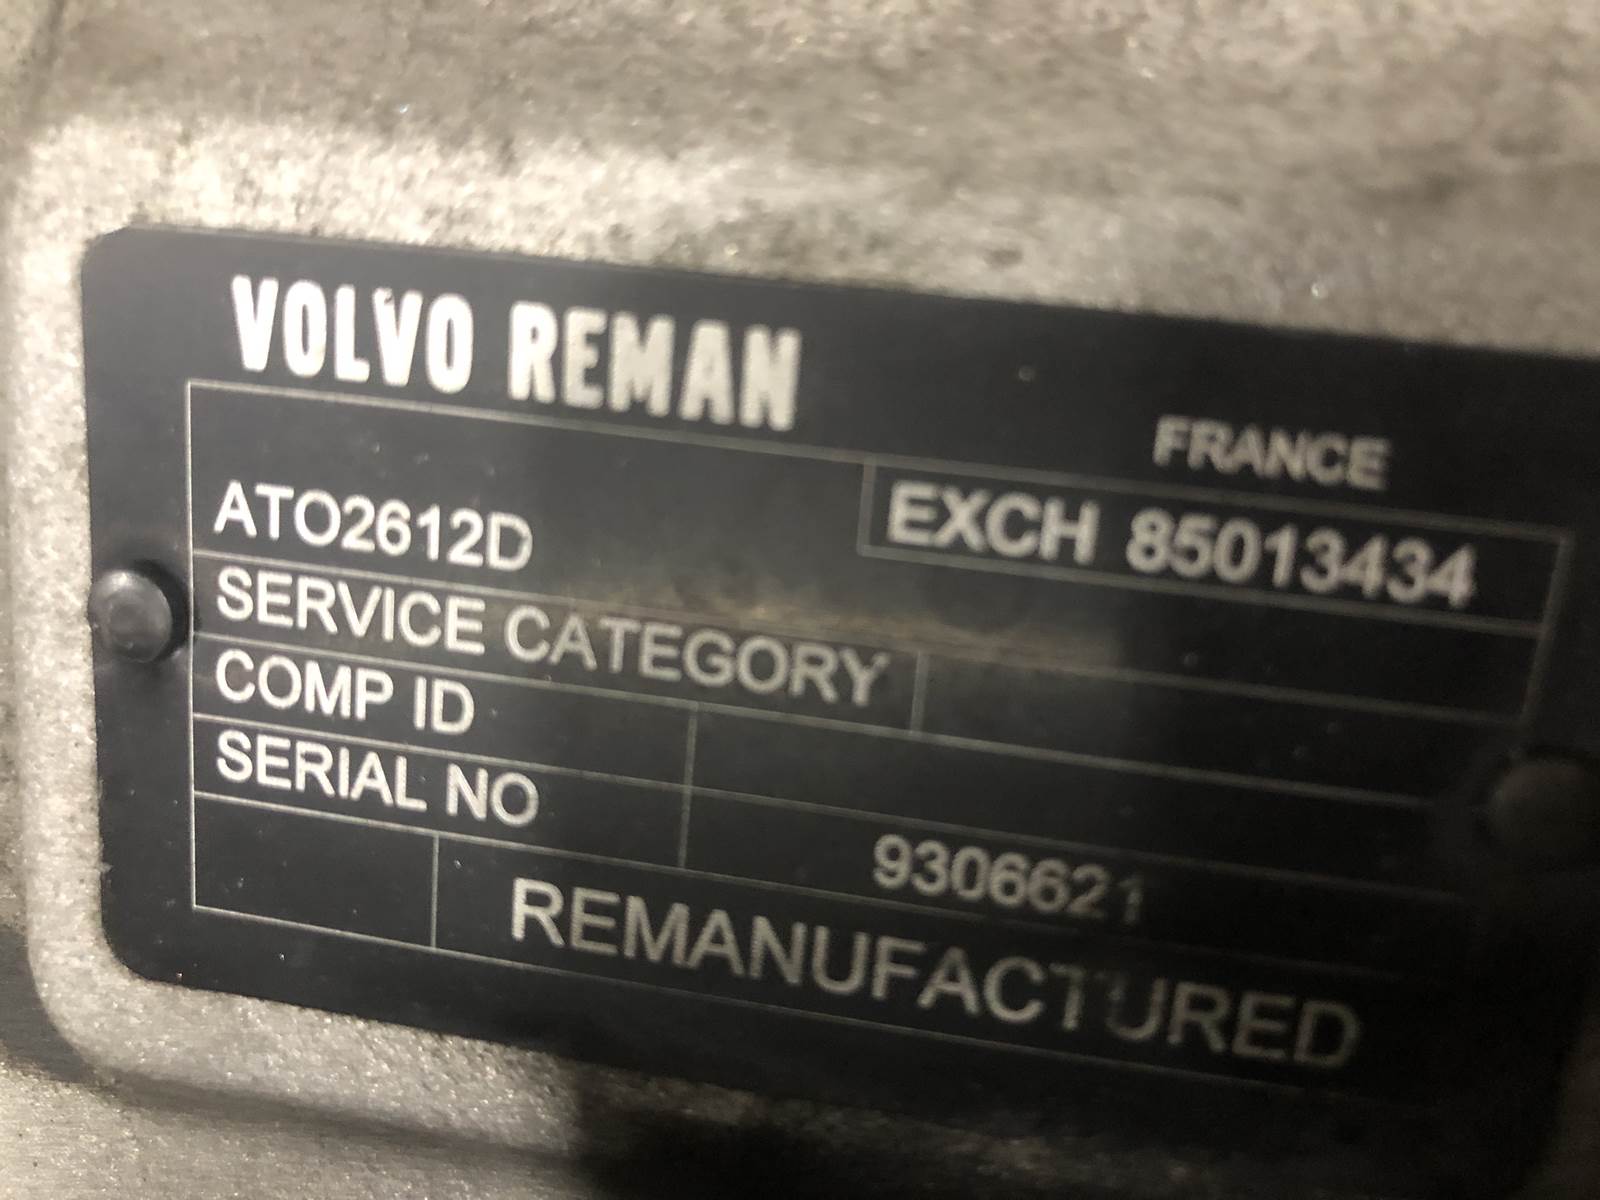 VOLVO REMAN
FRANCE
ATO2612D
EXCH 85013434
SERVICE CATEGORY
COMP ID
SERIAL NO
9306621
REMANUFACTURED